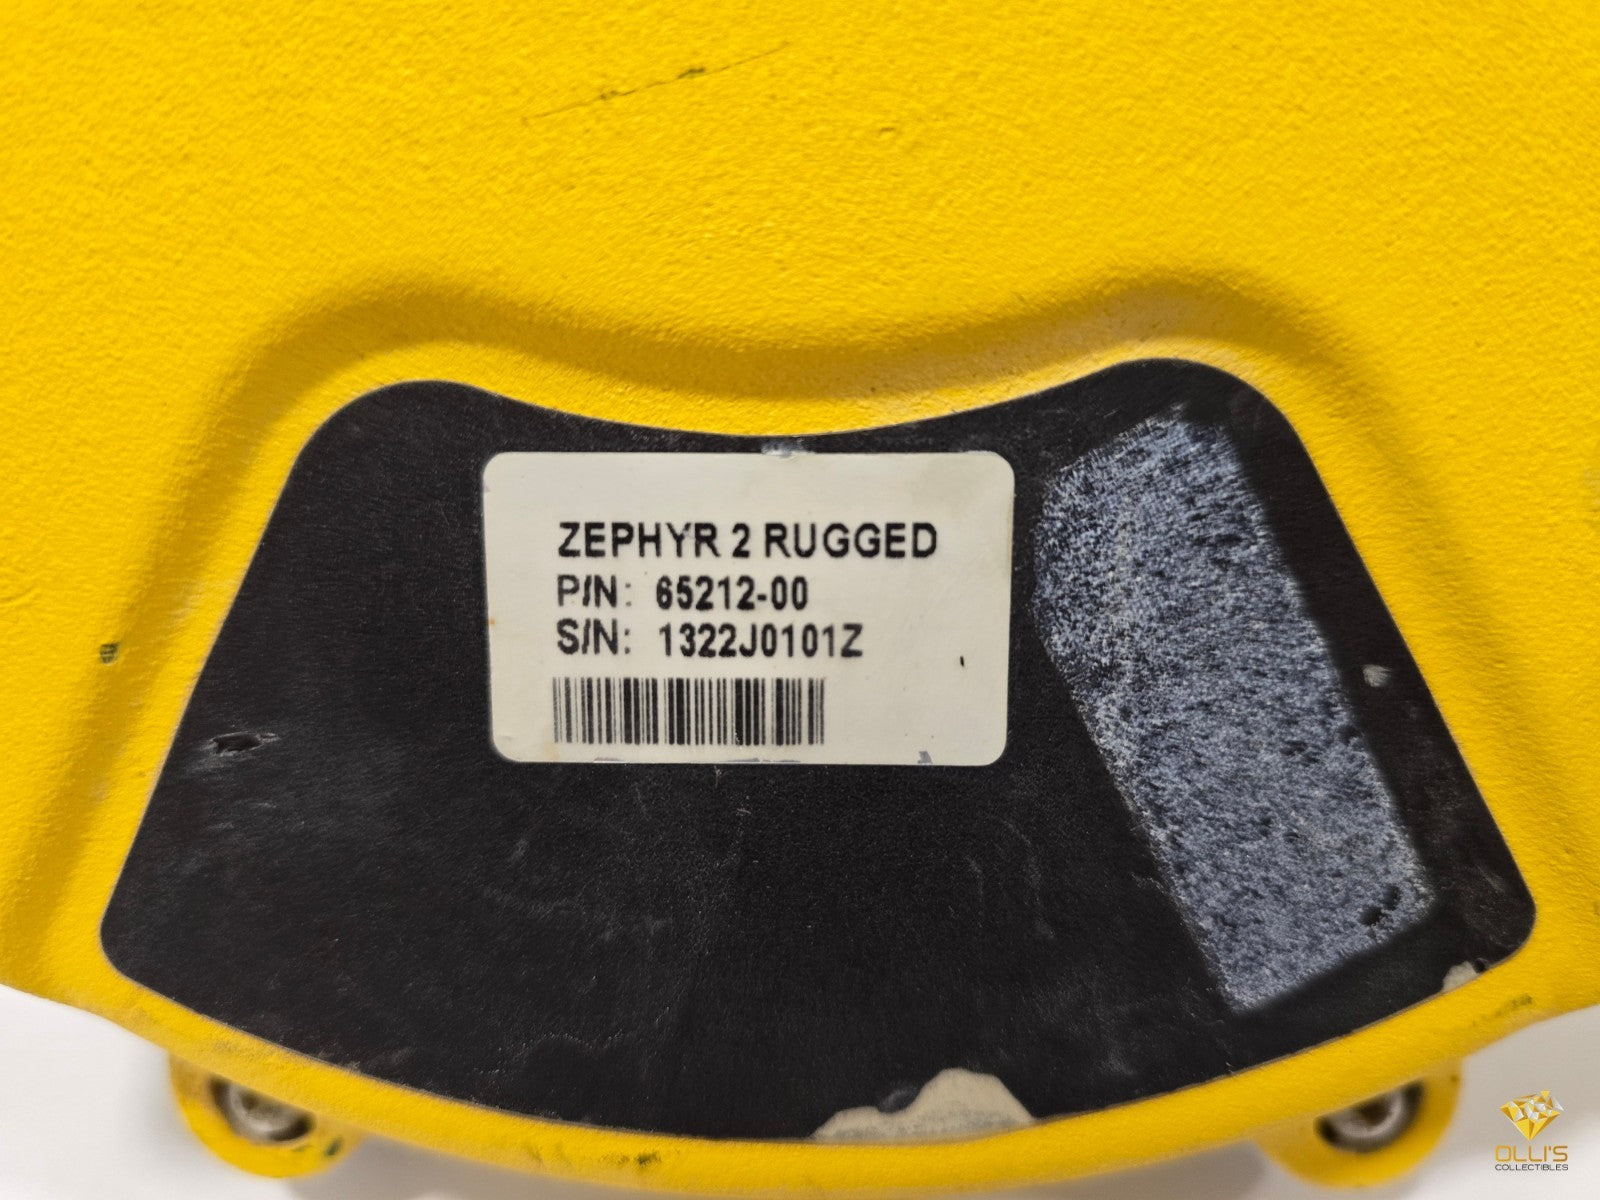 ZEPHYR 2 RUGGED
P/N: 65212-00
S/N: 1322J0101Z
OLLI'S
COLLECTIBLES